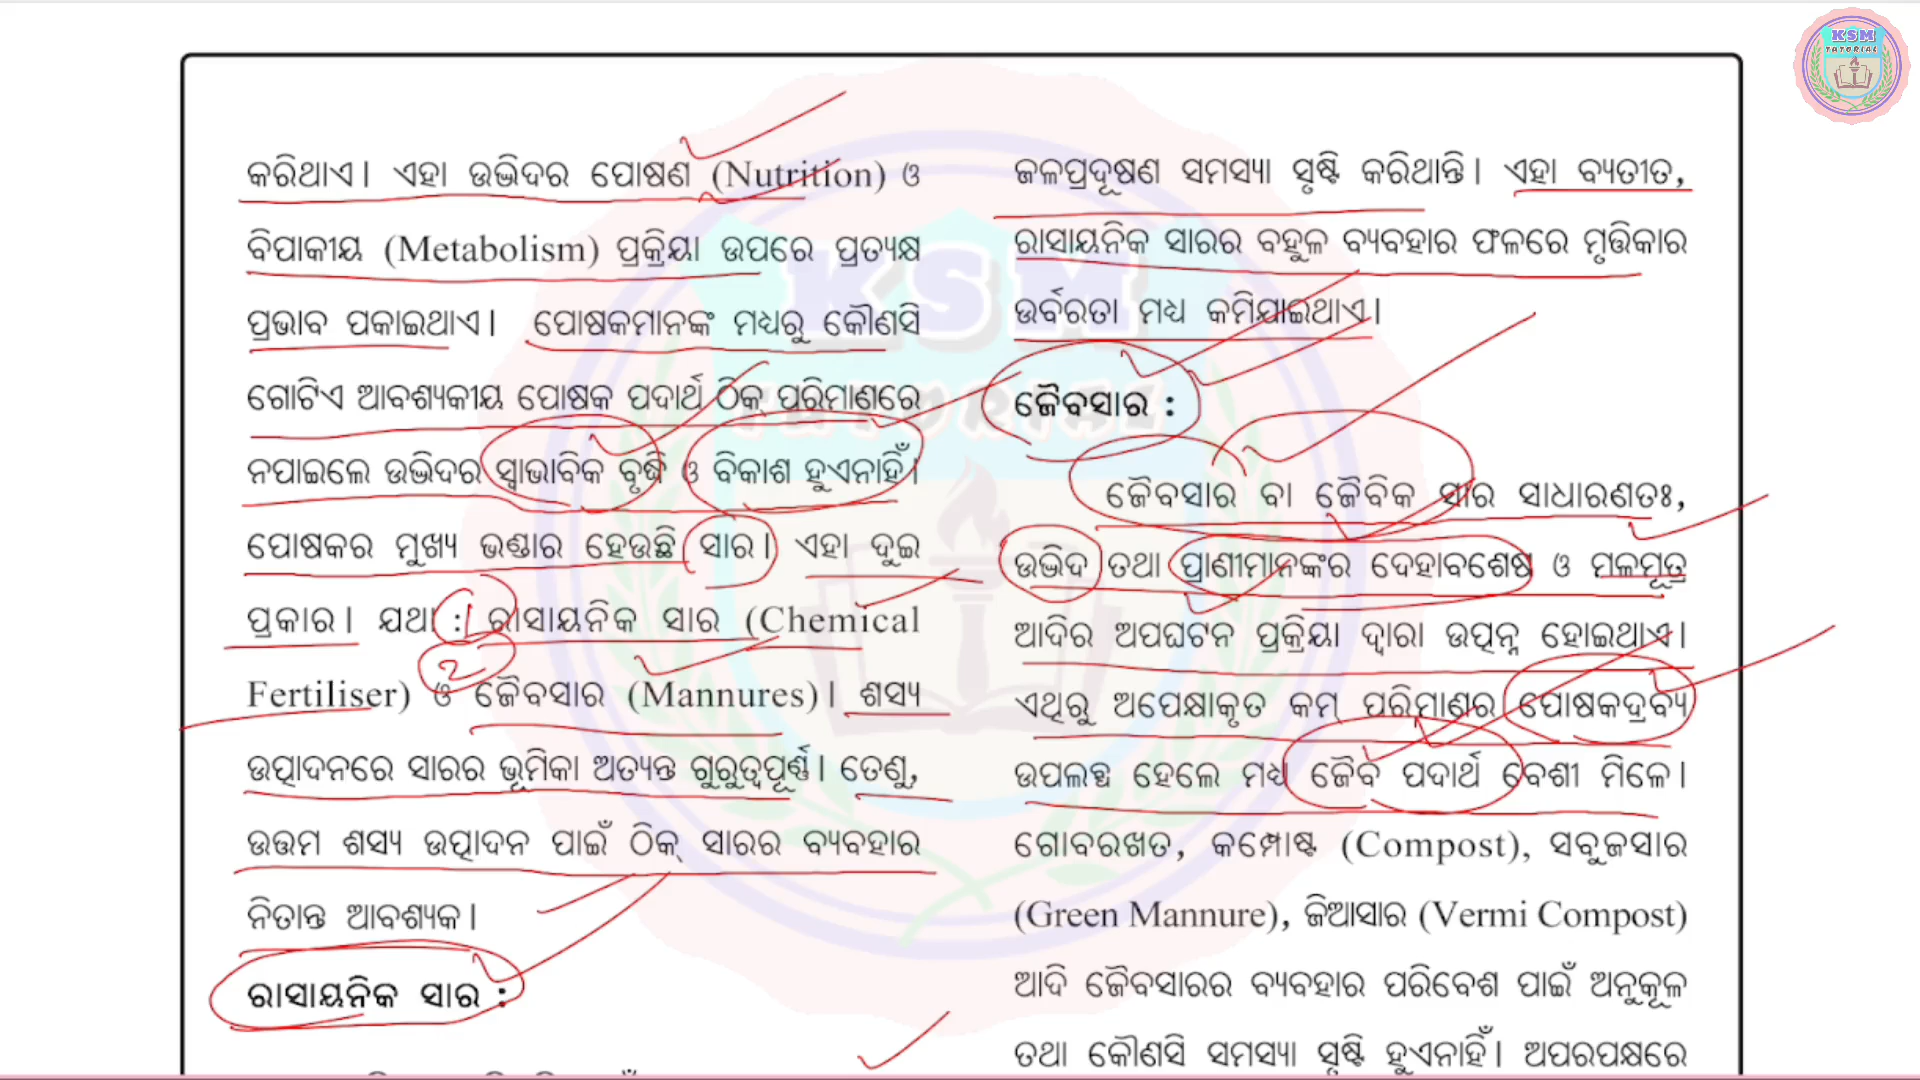 KSM
TATORIAL
କରିଥାଏ। ଏହା ଉଦ୍ଭିଦର ପୋଷଣ (Nutrition) ଓ
ବିପାକୀୟ (Metabolism) ପ୍ରକ୍ରିୟା ଉପରେ ପ୍ରତ୍ୟକ୍ଷ
ପ୍ରଭାବ ପକାଇଥାଏ। ପୋଷକମାନଙ୍କ ମଧ୍ୟରୁ କୌଣସି
ଗୋଟିଏ ଆବଶ୍ୟକୀୟ ପୋଷକ ପଦାର୍ଥ ଠିକ୍ ପରିମାଣରେ
ନପାଇଲେ ଉଦ୍ଭିଦର ସ୍ୱାଭାବିକ ବୃଦ୍ଧି ଓ ବିକାଶ ହୁଏନାହିଁ।
ପୋଷକର ମୁଖ୍ୟ ଭଣ୍ଡାର ହେଉଛି ସାର। ଏହା ଦୁଇ
ପ୍ରକାର। ଯଥା : ରାସାୟନିକ ସାର (Chemical
Fertiliser) ଓ ଜୈବସାର (Mannures)। ଶସ୍ୟ
ଉତ୍ପାଦନରେ ସାରର ଭୂମିକା ଅତ୍ୟନ୍ତ ଗୁରୁତ୍ୱପୂର୍ଣ୍ଣ। ତେଣୁ,
ଉତ୍ତମ ଶସ୍ୟ ଉତ୍ପାଦନ ପାଇଁ ଠିକ୍ ସାରର ବ୍ୟବହାର
ନିତାନ୍ତ ଆବଶ୍ୟକ।
ରାସାୟନିକ ସାର :
ଜଳପ୍ରଦୂଷଣ ସମସ୍ୟା ସୃଷ୍ଟି କରିଥାନ୍ତି। ଏହା ବ୍ୟତୀତ,
ରାସାୟନିକ ସାରର ବହୁଳ ବ୍ୟବହାର ଫଳରେ ମୃତ୍ତିକାର
ଉର୍ବରତା ମଧ୍ୟ କମିଯାଇଥାଏ।
ଜୈବସାର :
ଜୈବସାର ବା ଜୈବିକ ସାର ସାଧାରଣତଃ,
ଉଦ୍ଭିଦ ତଥା ପ୍ରାଣୀମାନଙ୍କର ଦେହାବଶେଷ ଓ ମଳମୂତ୍ର
ଆଦିର ଅପଘଟନ ପ୍ରକ୍ରିୟା ଦ୍ୱାରା ଉତ୍ପନ୍ନ ହୋଇଥାଏ।
ଏଥିରୁ ଅପେକ୍ଷାକୃତ କମ୍ ପରିମାଣର ପୋଷକଦ୍ରବ୍ୟ
ଉପଲବ୍ଧ ହେଲେ ମଧ୍ୟ ଜୈବ ପଦାର୍ଥ ବେଶୀ ମିଳେ।
ଗୋବରଖତ, କମ୍ପୋଷ୍ଟ (Compost), ସବୁଜସାର
(Green Mannure), ଜିଆସାର (Vermi Compost)
ଆଦି ଜୈବସାରର ବ୍ୟବହାର ପରିବେଶ ପାଇଁ ଅନୁକୂଳ
ତଥା କୌଣସି ସମସ୍ୟା ସୃଷ୍ଟି ହୁଏନାହିଁ। ଅପରପକ୍ଷରେ